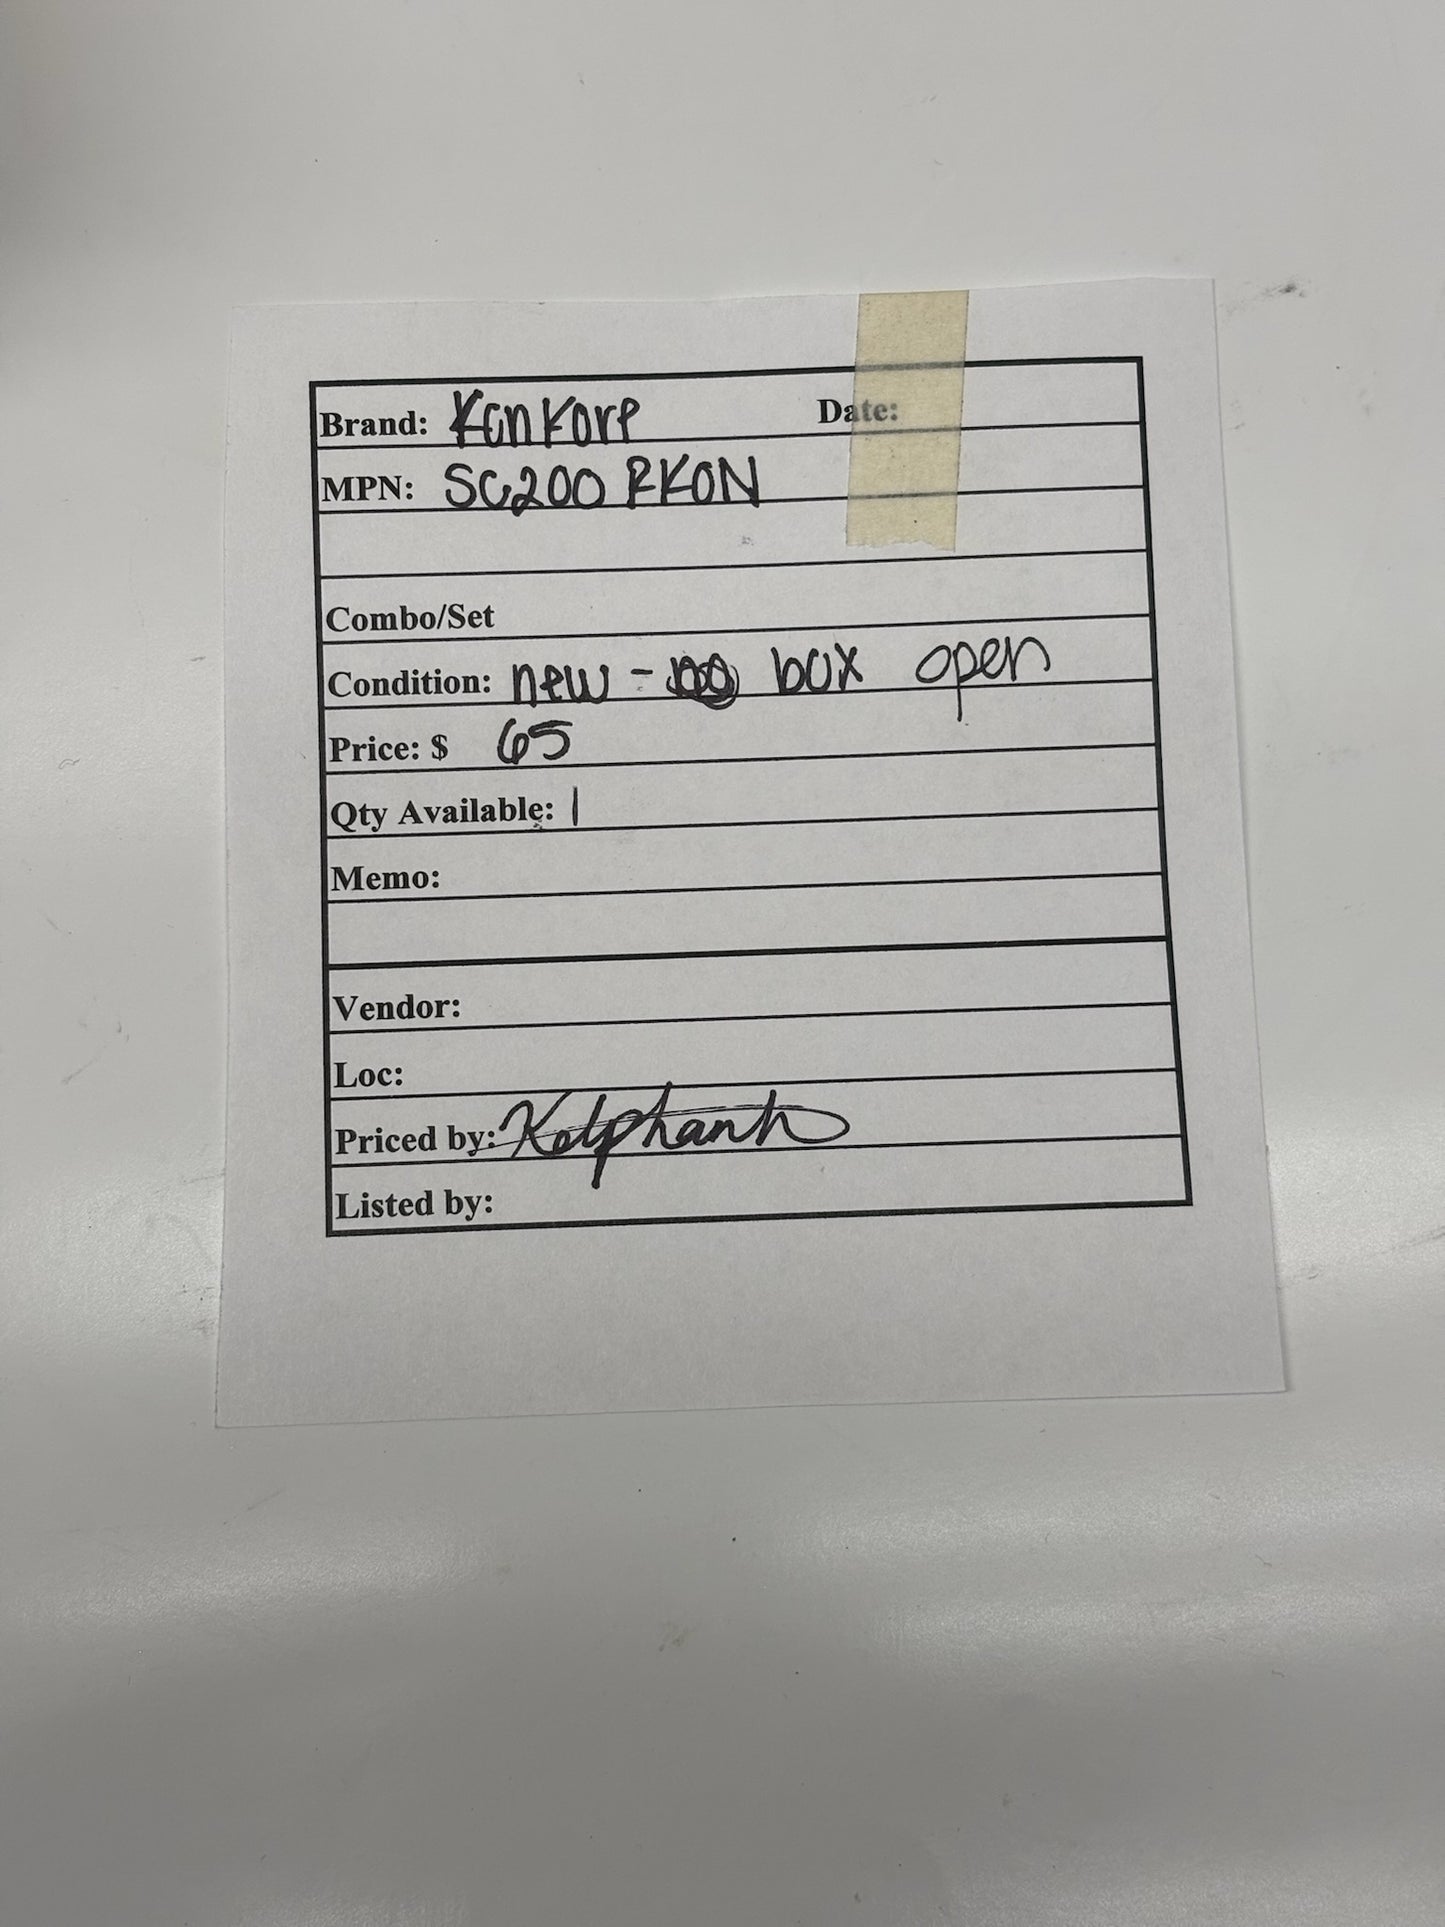 Brand: KanKore Date:
MPN: SC200 RKON
Combo/Set
Condition: new - box open
Price: $ 65
Qty Available: 1
Memo:
Vendor:
Loc:
Priced by:
Listed by: